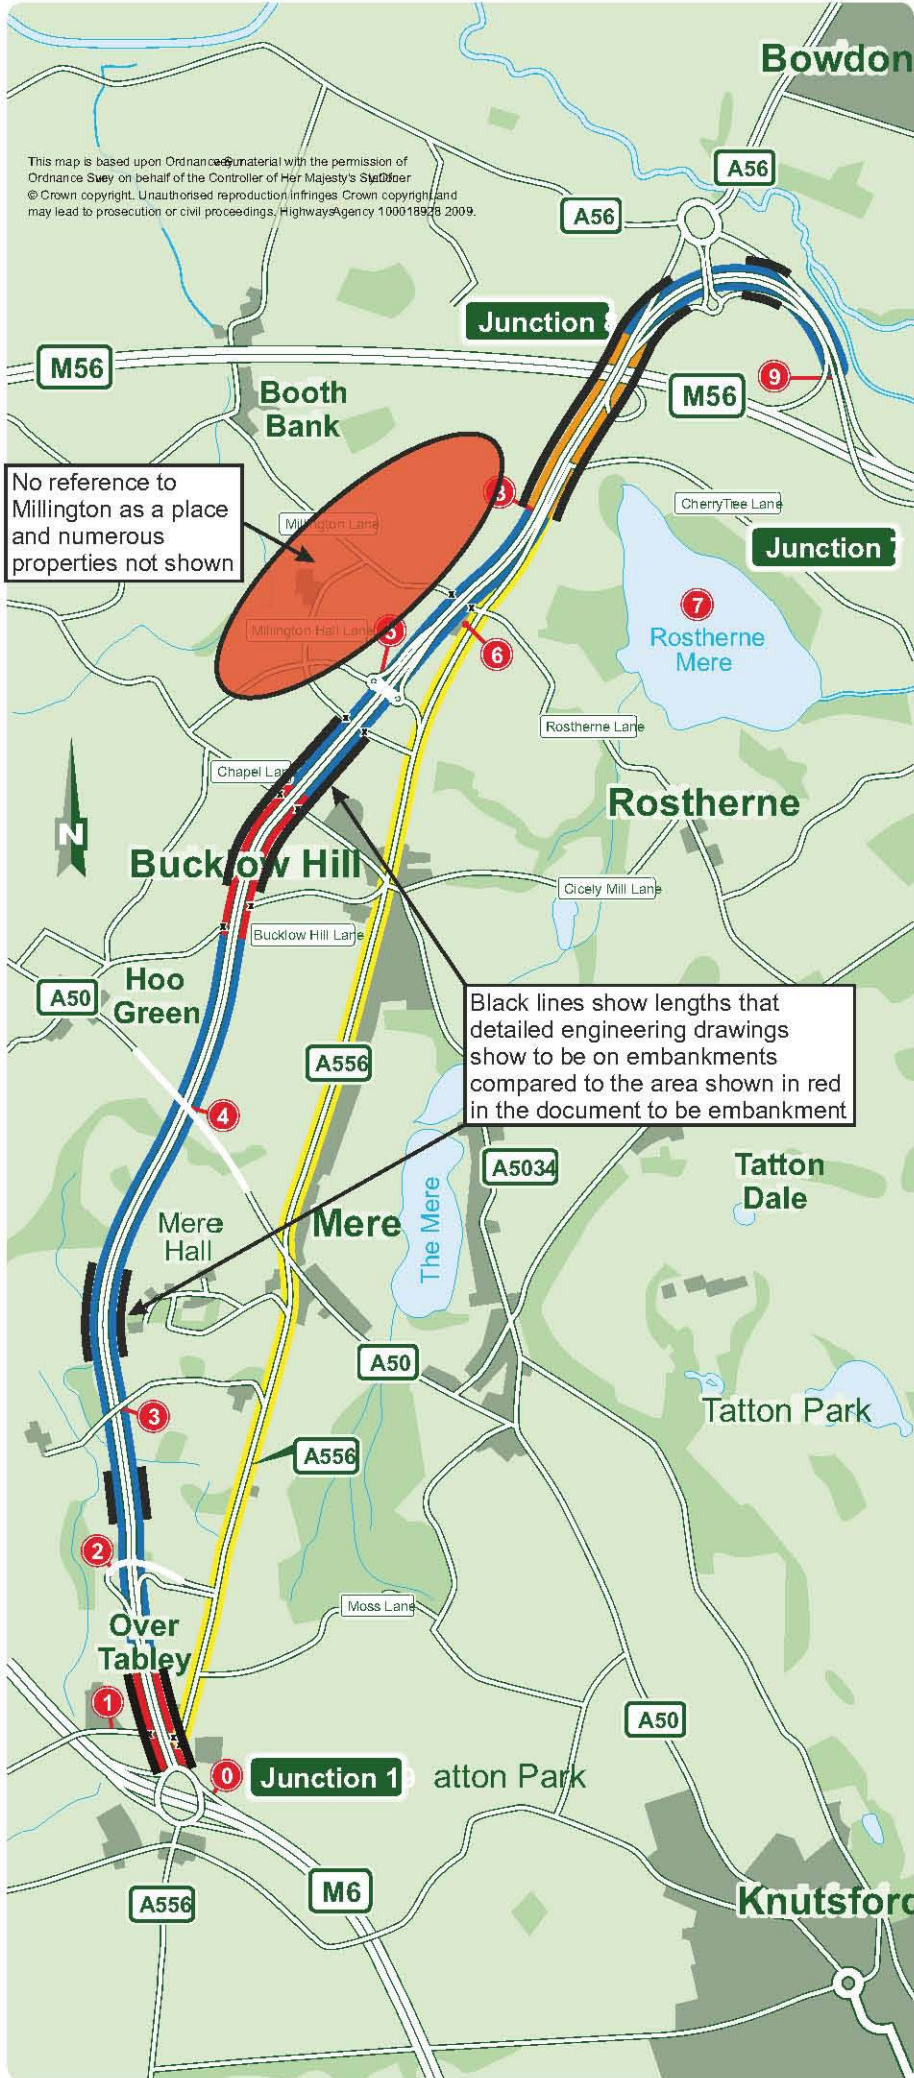 Bowdon
This map is based upon Ordnance material with the permission of
Ordnance on behalf of the Controller of Her Majesty's
© Crown copyright. Unauthorised reproduction infringes Crown copyright and
may lead to prosecution or civil proceedings. Highways Agency 100018928 2009.
A56
A56
Junction
M56
9
M56
Booth
Bank
No reference to
Millington as a place
and numerous
properties not shown
8
CherryTree Lane
Millington Lane
Junction 7
7
Rostherne
Mere
Millington Hall Lane
5
6
Rostherne Lane
Chapel Lane
Rostherne
N
Bucklow Hill
Cicely Mill Lane
Bucklow Hill Lane
Hoo
Green
A50
Black lines show lengths that
detailed engineering drawings
show to be on embankments
compared to the area shown in red
in the document to be embankment
A556
4
A5034
Tatton
Dale
Mere
Hall
Mere
The Mere
A50
3
Tatton Park
A556
2
Moss Lane
Over
Tabley
1
A50
0
Junction 19
atton Park
M6
A556
Knutsford